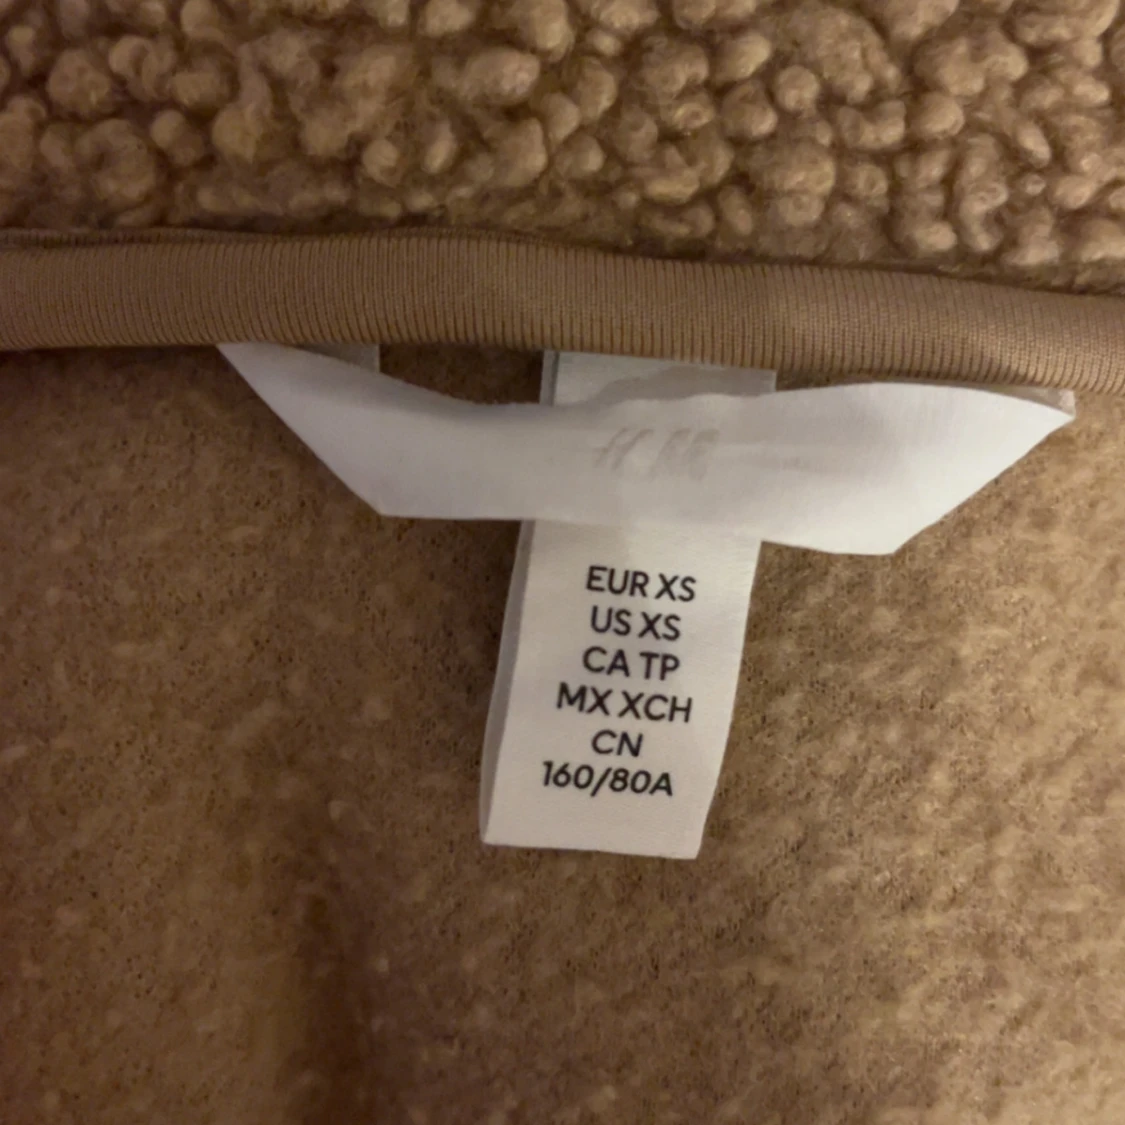 EUR XS
US XS
CA TP
MX XCH
CN
160/80A